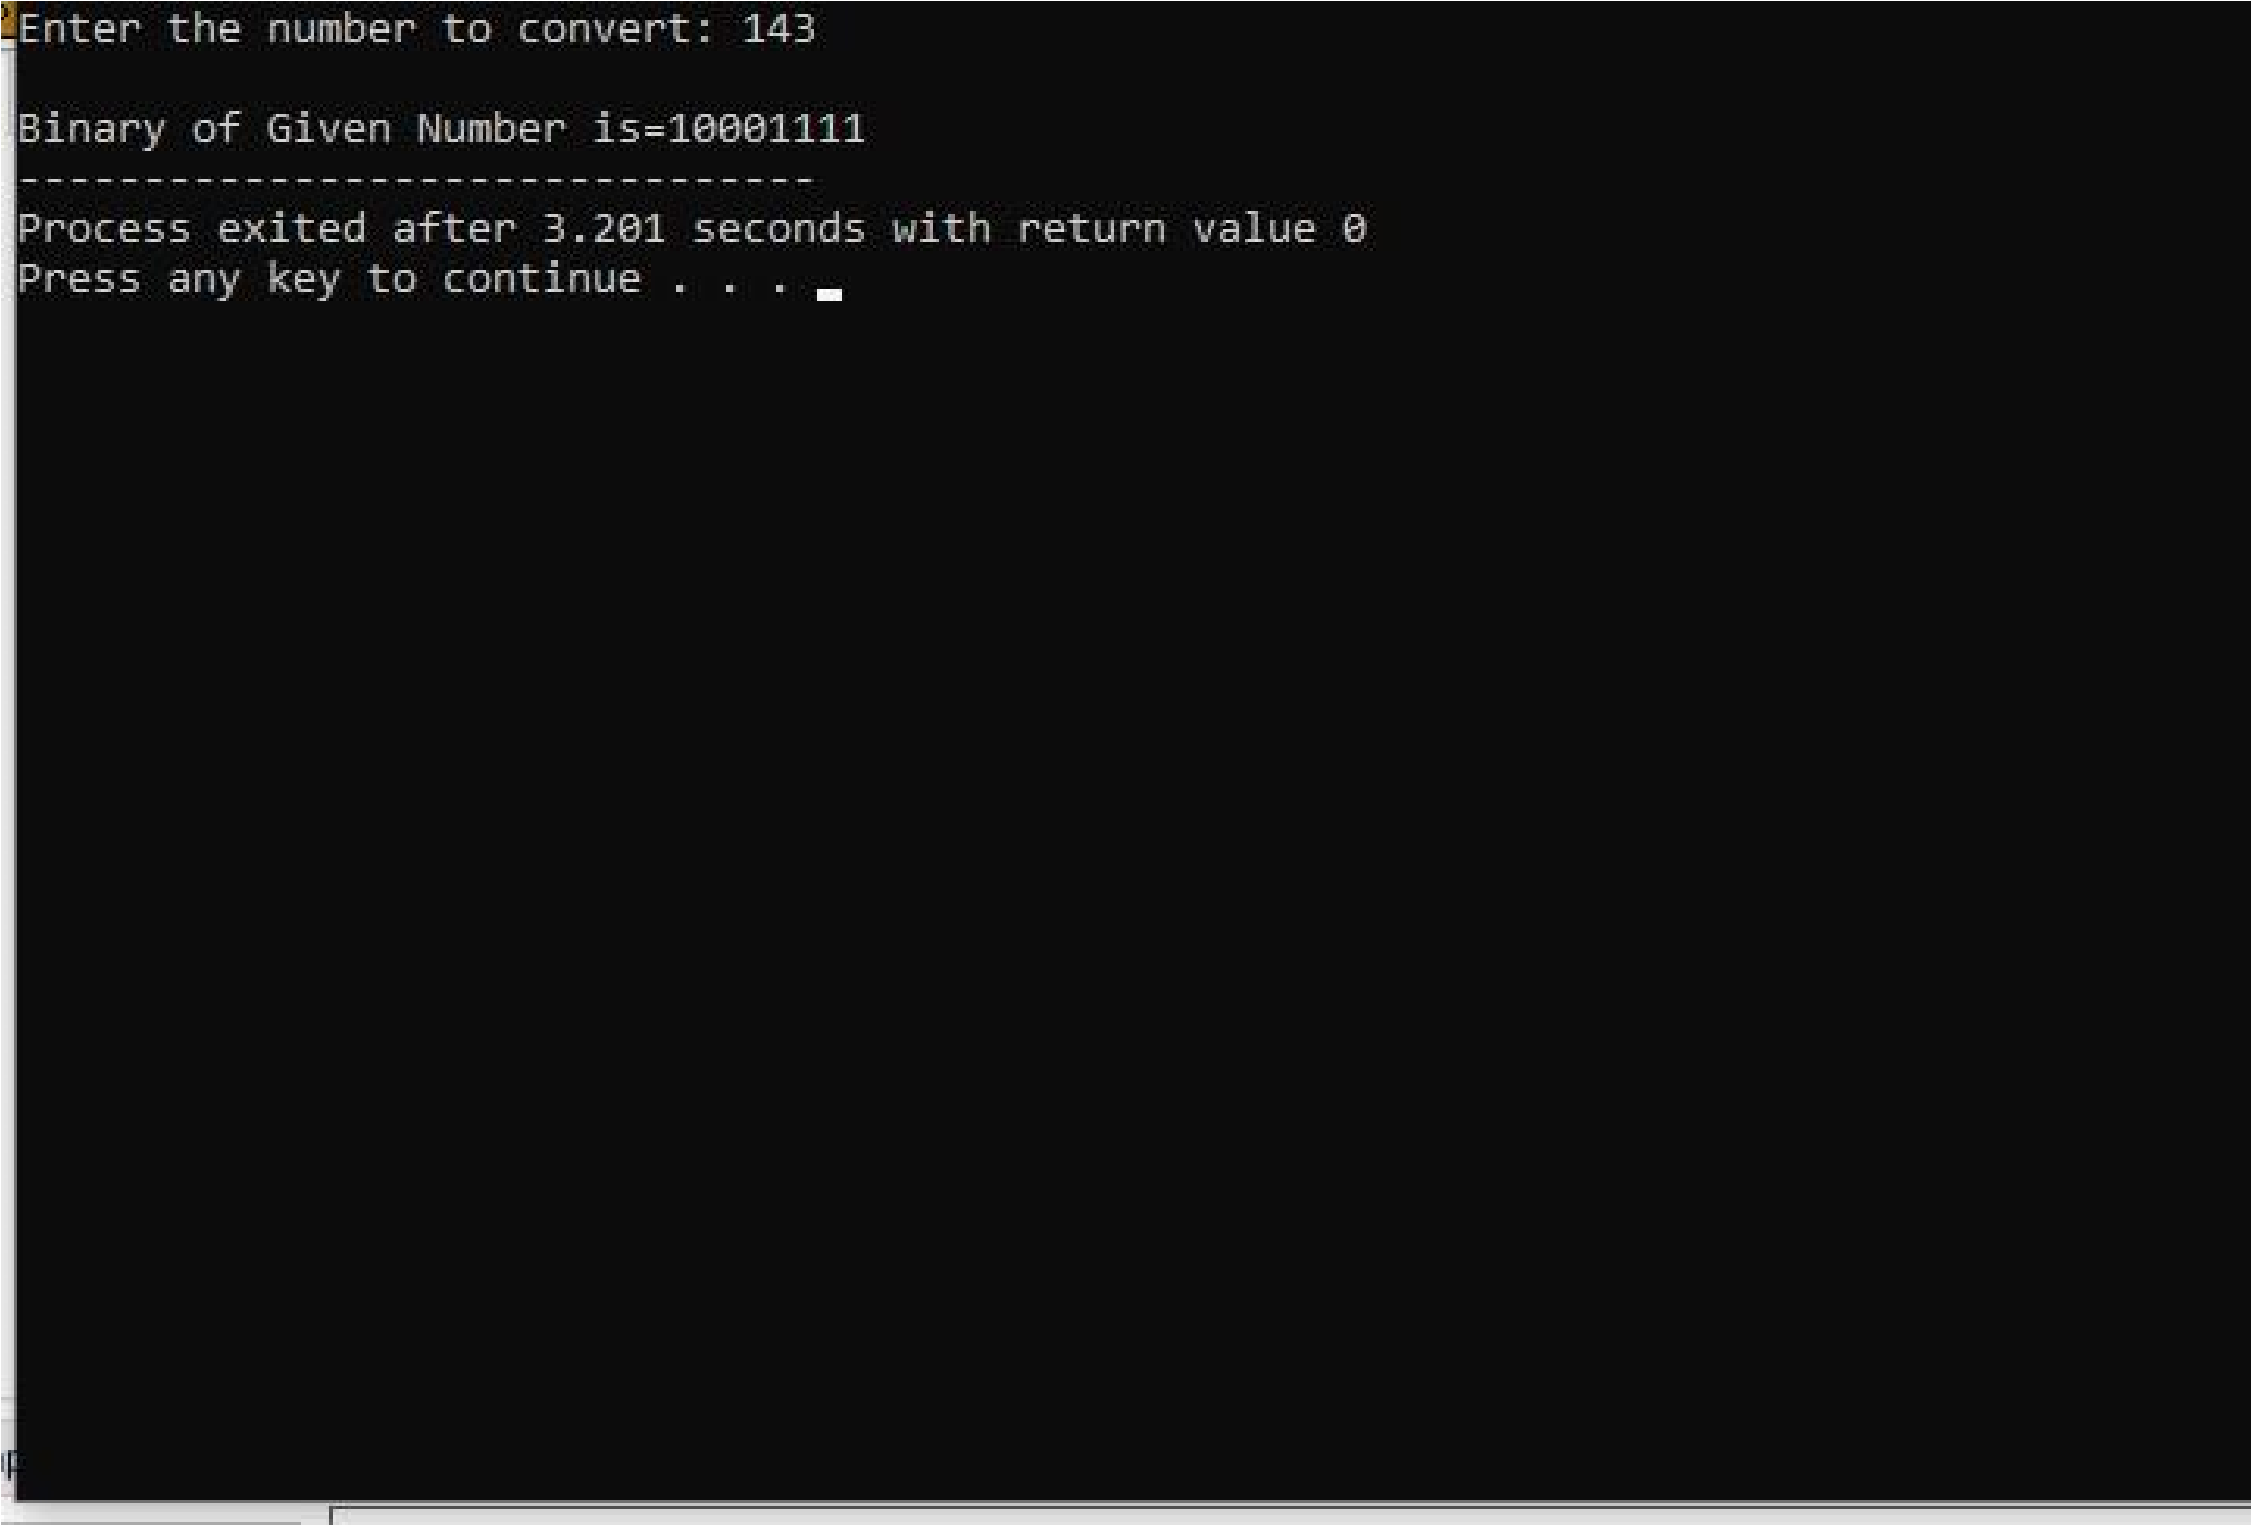 Enter the number to convert: 143
Binary of Given Number is=10001111
--------------------------------
Process exited after 3.201 seconds with return value 0
Press any key to continue . . .